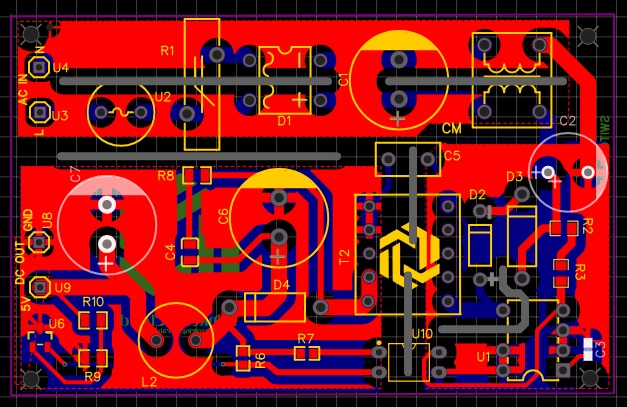 R1
N
U4
AC IN
U2
U3
L
D1
C1
CM
C2
C5
C7
R8
C6
T2
D2
D3
R2
GND
U8
C4
DC OUT
R3
U9
5V
D4
R10
U6
L2
R9
R6
R7
U10
U1
C3